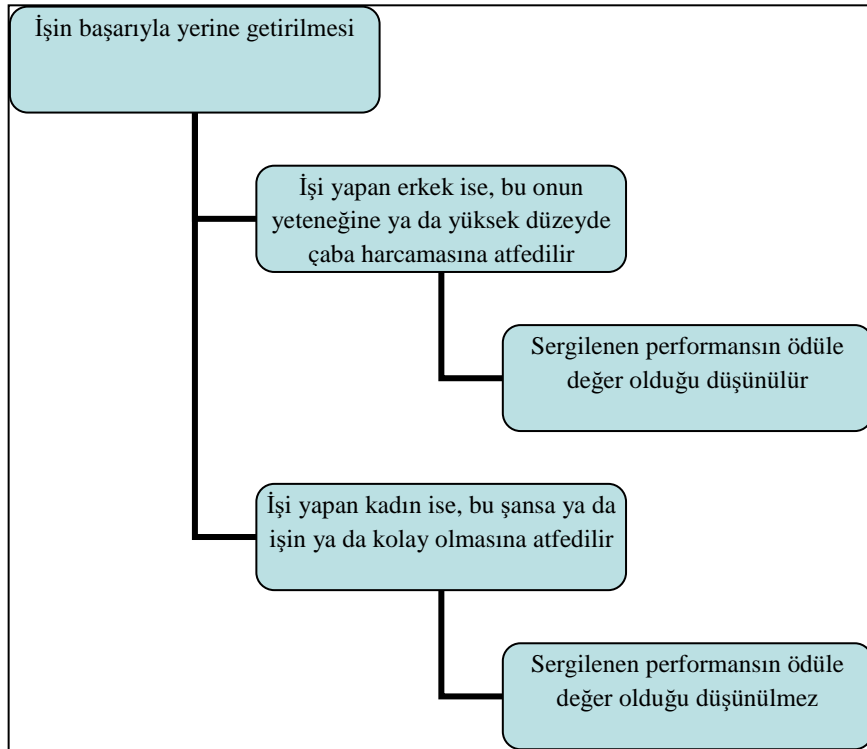 İşin başarıyla yerine getirilmesi
İşi yapan erkek ise, bu onun
yeteneğine ya da yüksek düzeyde
çaba harcamasına atfedilir
Sergilenen performansın ödüle
değer olduğu düşünülür
İşi yapan kadın ise, bu şansa ya da
işin ya da kolay olmasına atfedilir
Sergilenen performansın ödüle
değer olduğu düşünülmez